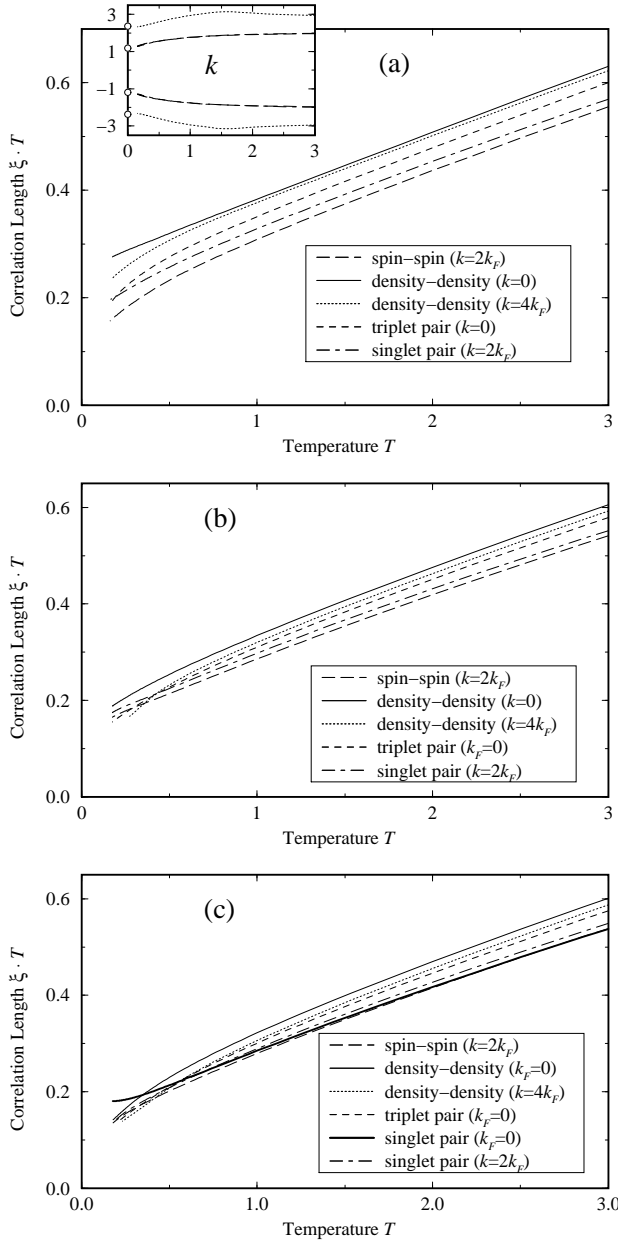 3
1
−1
−3
k
0
1
2
3
(a)
0.6
0.4
0.2
0.0
Correlation Length ξ · T
spin−spin (k=2k_F)
density−density (k=0)
density−density (k=4k_F)
triplet pair (k=0)
singlet pair (k=2k_F)
0
1
2
3
Temperature T
(b)
0.6
0.4
0.2
0.0
Correlation Length ξ · T
spin−spin (k=2k_F)
density−density (k=0)
density−density (k=4k_F)
triplet pair (k_F=0)
singlet pair (k=2k_F)
0
1
2
3
Temperature T
(c)
0.6
0.4
0.2
0.0
Correlation Length ξ · T
spin−spin (k=2k_F)
density−density (k_F=0)
density−density (k=4k_F)
triplet pair (k_F=0)
singlet pair (k_F=0)
singlet pair (k=2k_F)
0.0
1.0
2.0
3.0
Temperature T